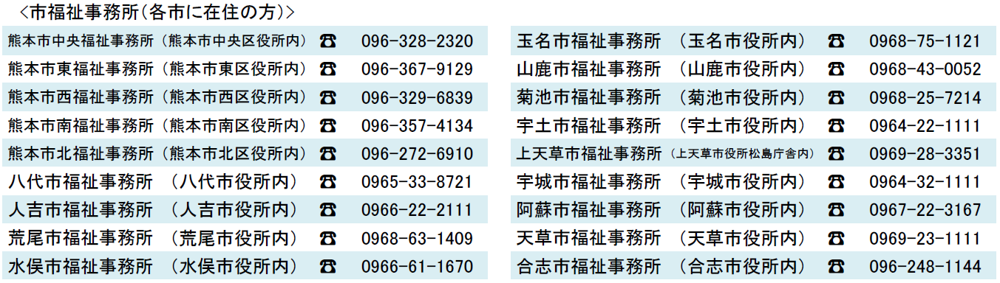 <市福祉事務所(各市に在住の方)>
熊本市中央福祉事務所(熊本市中央区役所内) ☎ 096-328-2320
熊本市東福祉事務所(熊本市東区役所内) ☎ 096-367-9129
熊本市西福祉事務所(熊本市西区役所内) ☎ 096-329-6839
熊本市南福祉事務所(熊本市南区役所内) ☎ 096-357-4134
熊本市北福祉事務所(熊本市北区役所内) ☎ 096-272-6910
八代市福祉事務所 (八代市役所内) ☎ 0965-33-8721
人吉市福祉事務所 (人吉市役所内) ☎ 0966-22-2111
荒尾市福祉事務所 (荒尾市役所内) ☎ 0968-63-1409
水俣市福祉事務所 (水俣市役所内) ☎ 0966-61-1670
玉名市福祉事務所 (玉名市役所内) ☎ 0968-75-1121
山鹿市福祉事務所 (山鹿市役所内) ☎ 0968-43-0052
菊池市福祉事務所 (菊池市役所内) ☎ 0968-25-7214
宇土市福祉事務所 (宇土市役所内) ☎ 0964-22-1111
上天草市福祉事務所 (上天草市役所松島庁舎内) ☎ 0969-28-3351
宇城市福祉事務所 (宇城市役所内) ☎ 0964-32-1111
阿蘇市福祉事務所 (阿蘇市役所内) ☎ 0967-22-3167
天草市福祉事務所 (天草市役所内) ☎ 0969-23-1111
合志市福祉事務所 (合志市役所内) ☎ 096-248-1144